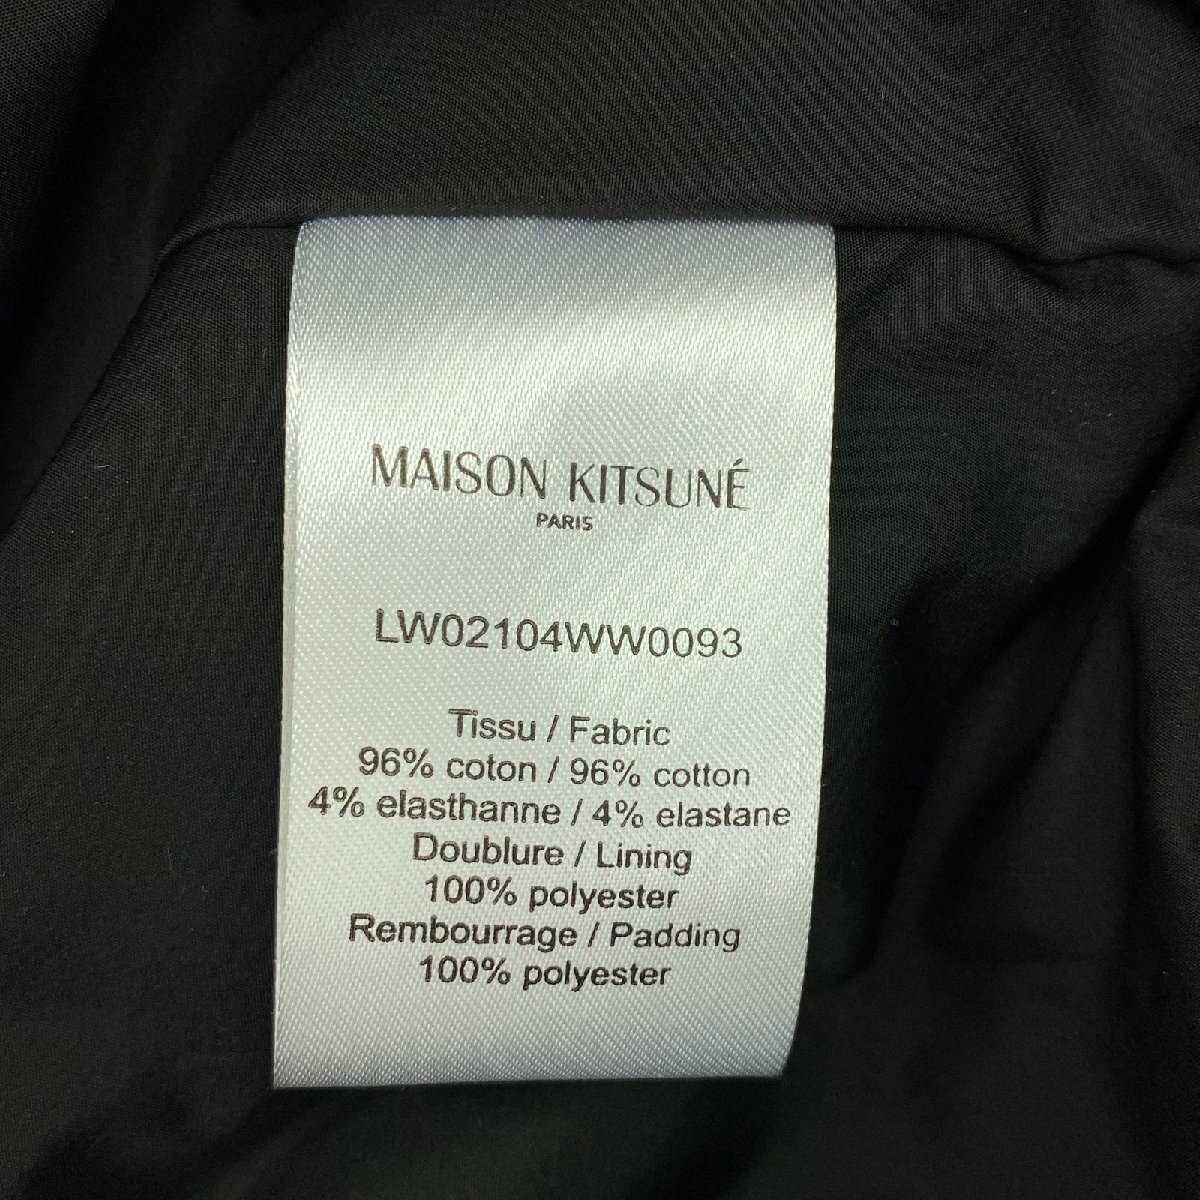 MAISON KITSUNÉ
PARIS
LW02104WW0093
Tissu / Fabric
96% coton / 96% cotton
4% elasthanne / 4% elastane
Doublure / Lining
100% polyester
Rembourrage / Padding
100% polyester